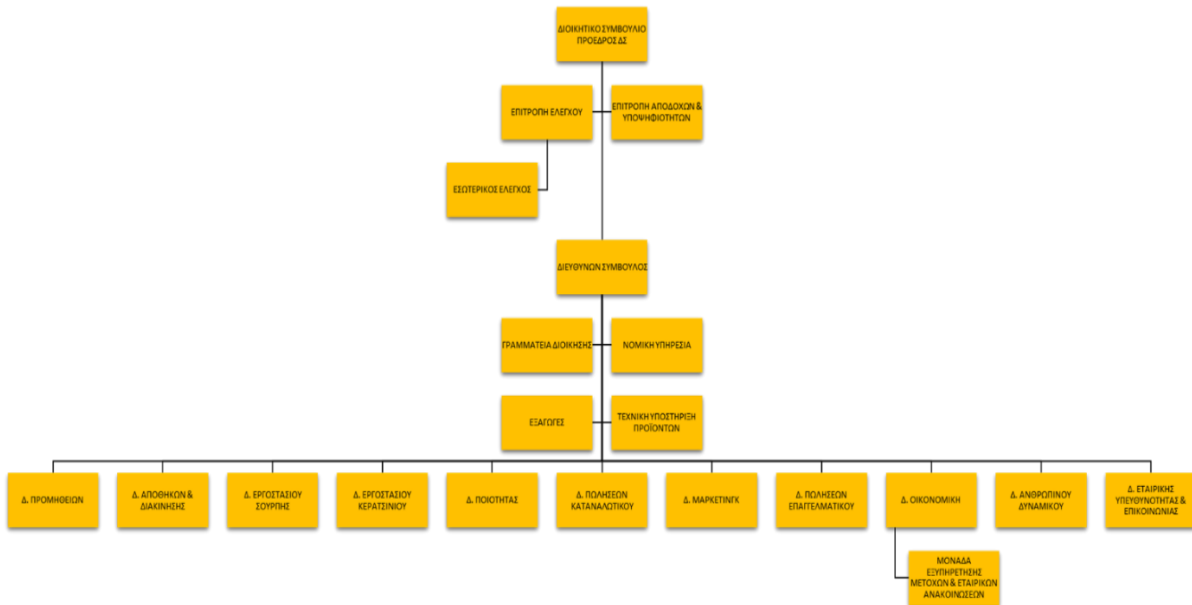 ΔΙΟΙΚΗΤΙΚΟ ΣΥΜΒΟΥΛΙΟ
ΠΡΟΕΔΡΟΣ ΔΣ
ΕΠΙΤΡΟΠΗ ΕΛΕΓΧΟΥ
ΕΠΙΤΡΟΠΗ ΑΠΟΔΟΧΩΝ &
ΥΠΟΨΗΦΙΟΤΗΤΩΝ
ΕΣΩΤΕΡΙΚΟΣ ΕΛΕΓΧΟΣ
ΔΙΕΥΘΥΝΩΝ ΣΥΜΒΟΥΛΟΣ
ΓΡΑΜΜΑΤΕΙΑ ΔΙΟΙΚΗΣΗΣ
ΝΟΜΙΚΗ ΥΠΗΡΕΣΙΑ
ΕΞΑΓΩΓΕΣ
ΤΕΧΝΙΚΗ ΥΠΟΣΤΗΡΙΞΗ
ΠΡΟΪΟΝΤΩΝ
Δ. ΠΡΟΜΗΘΕΙΩΝ
Δ. ΑΠΟΘΗΚΩΝ &
ΔΙΑΚΙΝΗΣΗΣ
Δ. ΕΡΓΟΣΤΑΣΙΟΥ
ΣΟΥΡΠΗΣ
Δ. ΕΡΓΟΣΤΑΣΙΟΥ
ΚΕΡΑΤΣΙΝΙΟΥ
Δ. ΠΟΙΟΤΗΤΑΣ
Δ. ΠΩΛΗΣΕΩΝ
ΚΑΤΑΝΑΛΩΤΙΚΟΥ
Δ. ΜΑΡΚΕΤΙΝΓΚ
Δ. ΠΩΛΗΣΕΩΝ
ΕΠΑΓΓΕΛΜΑΤΙΚΟΥ
Δ. ΟΙΚΟΝΟΜΙΚΗ
Δ. ΑΝΘΡΩΠΙΝΟΥ
ΔΥΝΑΜΙΚΟΥ
Δ. ΕΤΑΙΡΙΚΗΣ
ΥΠΕΥΘΥΝΟΤΗΤΑΣ &
ΕΠΙΚΟΙΝΩΝΙΑΣ
ΜΟΝΑΔΑ
ΕΞΥΠΗΡΕΤΗΣΗΣ
ΜΕΤΟΧΩΝ & ΕΤΑΙΡΙΚΩΝ
ΑΝΑΚΟΙΝΩΣΕΩΝ